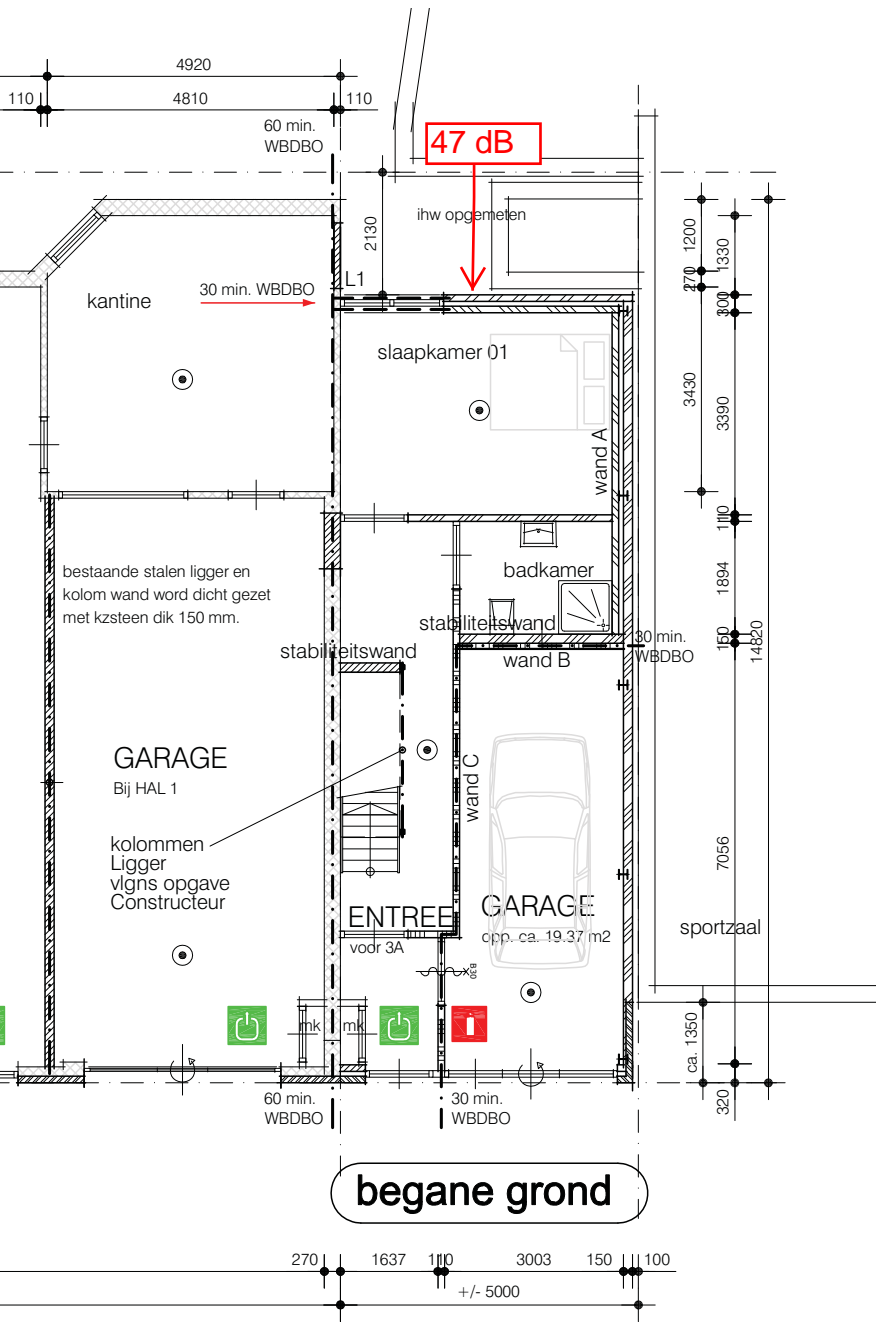 4920
110
4810
110
60 min.
WBDBO
47 dB
ihw opgemeten
2130
1200
1330
270
300
L1
30 min. WBDBO
kantine
slaapkamer 01
3430
3390
wand A
110
bestaande stalen ligger en
kolom wand word dicht gezet
met kzsteen dik 150 mm.
badkamer
1894
stabiliteitswand
stabiliteitswand
30 min.
WBDBO
150
14820
wand B
GARAGE
Bij HAL 1
wand C
kolommen
Ligger
vlgns opgave
Constructeur
7056
ENTREE
voor 3A
GARAGE
opp. ca. 19.37 m2
sportzaal
B30
mk
mk
ca. 1350
320
60 min.
WBDBO
30 min.
WBDBO
begane grond
270
1637
110
3003
150
100
+/- 5000